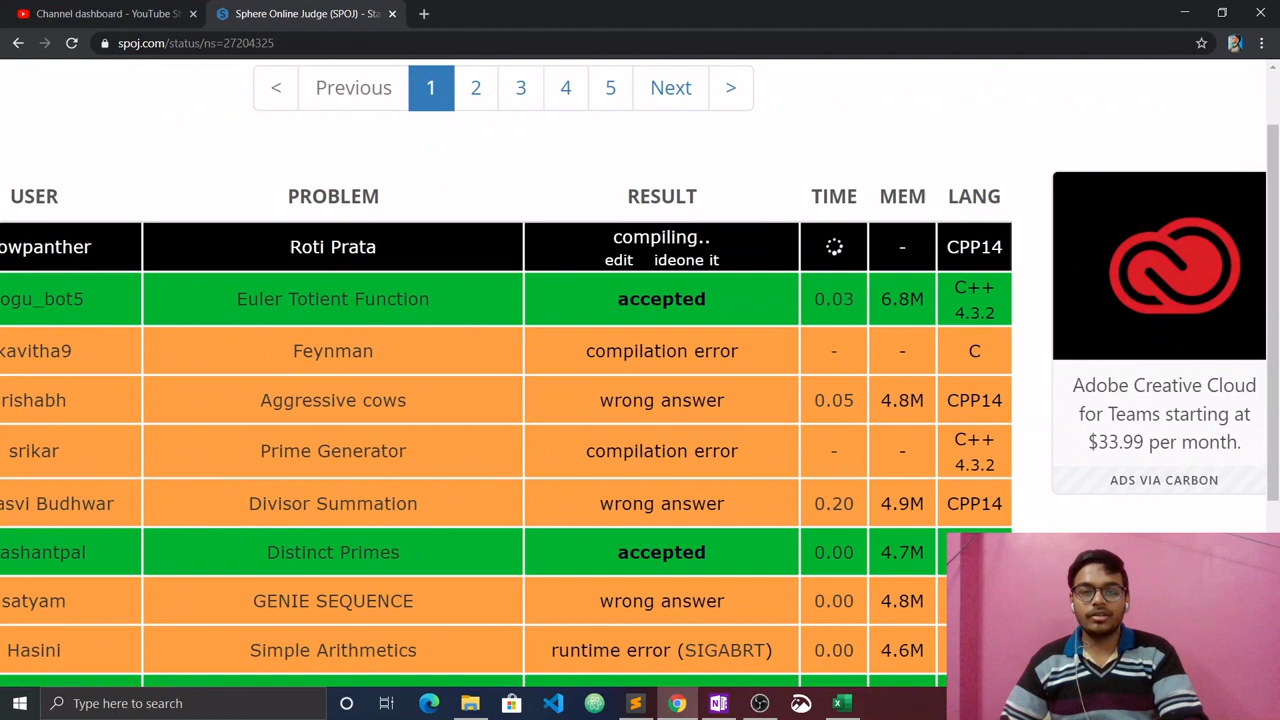 Channel dashboard - YouTube St
Sphere Online Judge (SPOJ) - Sta
spoj.com/status/ns=27204325
< Previous 1 2 3 4 5 Next >
USER PROBLEM RESULT TIME MEM LANG
owpanther Roti Prata compiling.. - CPP14
edit ideone it
ogu_bot5 Euler Totient Function accepted 0.03 6.8M C++
4.3.2
kavitha9 Feynman compilation error - - C
rishabh Aggressive cows wrong answer 0.05 4.8M CPP14
srikar Prime Generator compilation error - - C++
4.3.2
asvi Budhwar Divisor Summation wrong answer 0.20 4.9M CPP14
ashantpal Distinct Primes accepted 0.00 4.7M
satyam GENIE SEQUENCE wrong answer 0.00 4.8M
Hasini Simple Arithmetics runtime error (SIGABRT) 0.00 4.6M
Adobe Creative Cloud
for Teams starting at
$33.99 per month.
ADS VIA CARBON
Type here to search